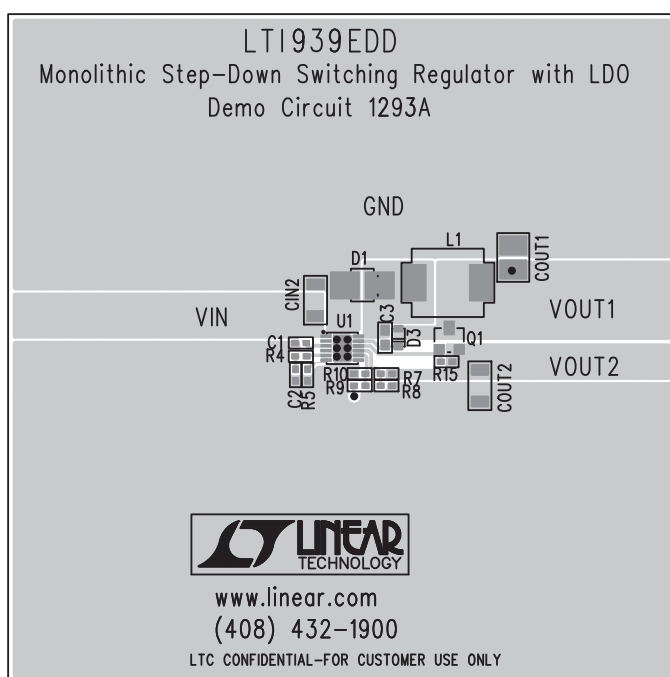 LT1939EDD
Monolithic Step-Down Switching Regulator with LDO
Demo Circuit 1293A
GND
L1
COUT1
D1
CIN2
VOUT1
VIN
U1
C3
D3
Q1
C1
R4
VOUT2
R10
R7
R15
R9
R8
C2
R5
COUT2
LT LINEAR
TECHNOLOGY
www.linear.com
(408) 432-1900
LTC CONFIDENTIAL-FOR CUSTOMER USE ONLY